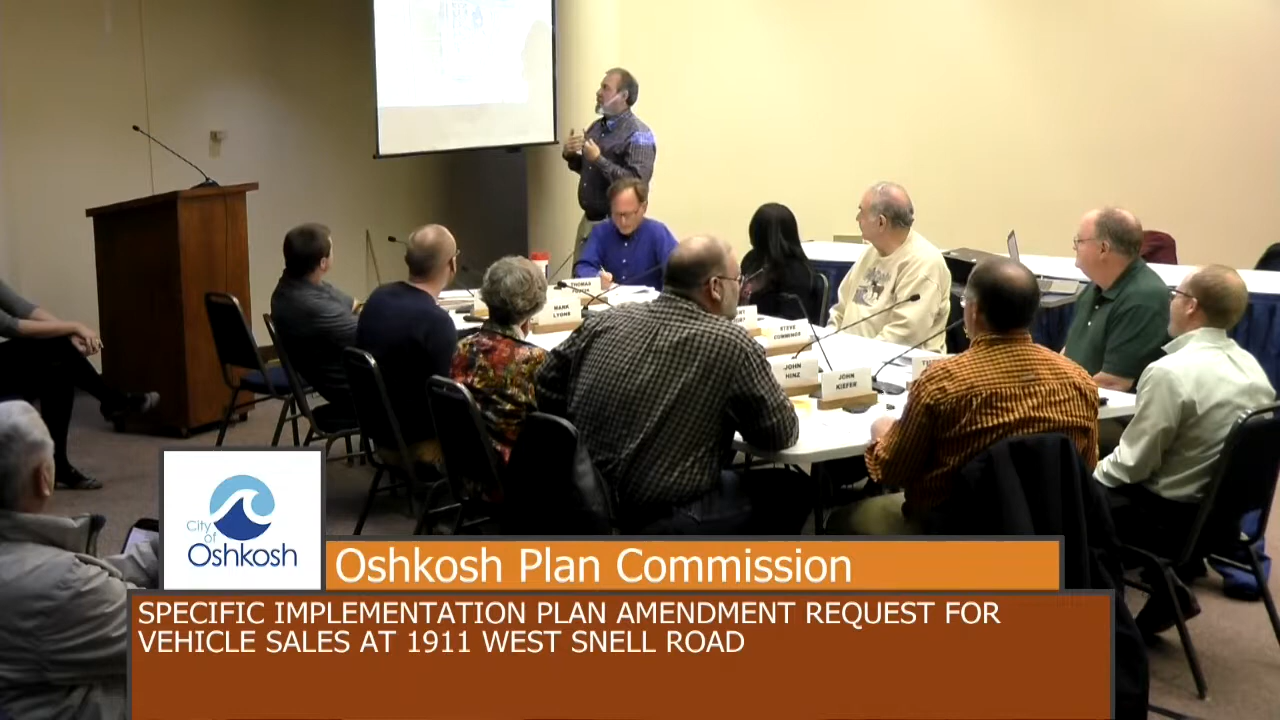 THOMAS
MARK
LYONS
STEVE
CUMMINGS
JOHN
HINZ
JOHN
KIEFER
City
of
Oshkosh
Oshkosh Plan Commission
SPECIFIC IMPLEMENTATION PLAN AMENDMENT REQUEST FOR
VEHICLE SALES AT 1911 WEST SNELL ROAD